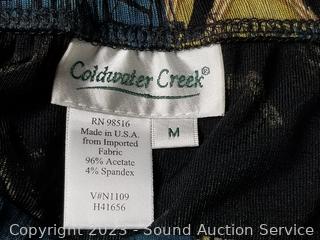 Coldwater Creek®
RN 98516
Made in U.S.A.
from Imported
Fabric
96% Acetate
4% Spandex
V#N1109
H41656
M
Copyright 2023 - Sound Auction Service